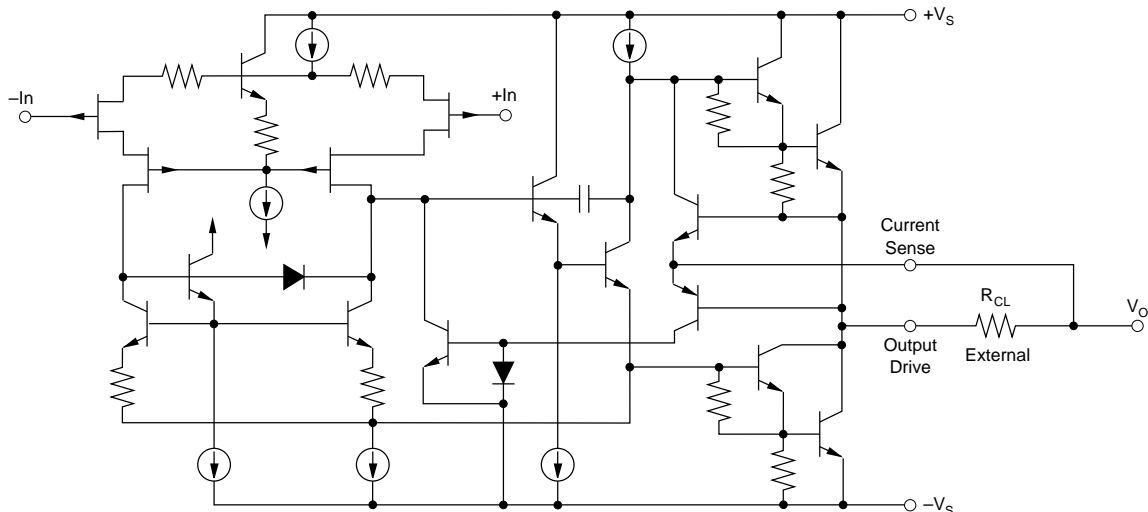 +VS
–In
+In
Current
Sense
RCL
VO
Output
Drive
External
–VS